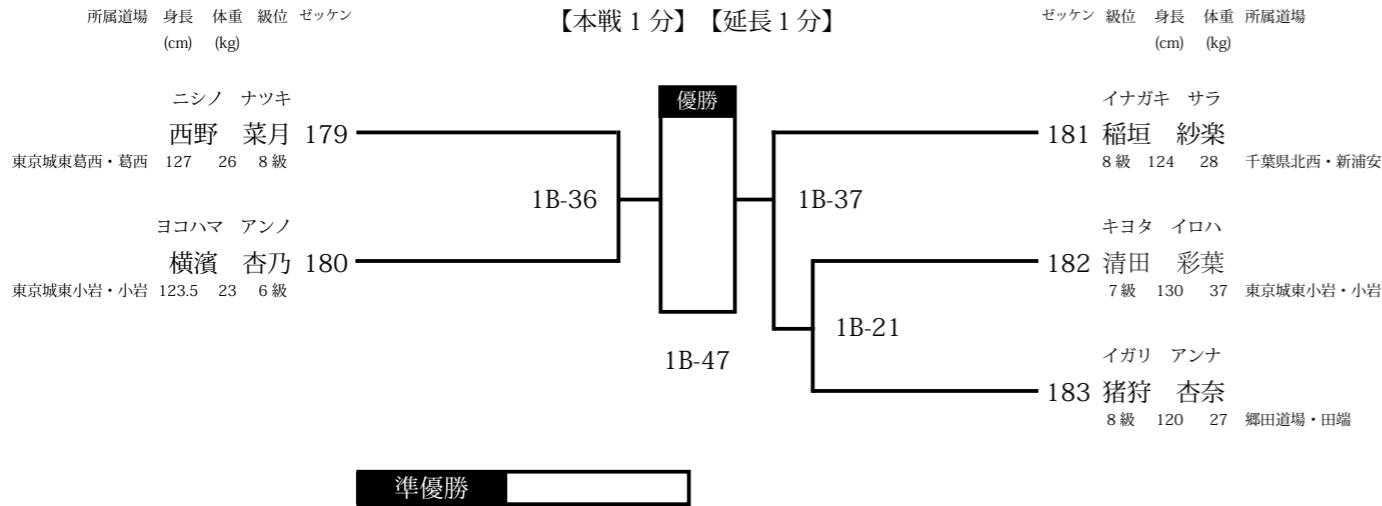 所属道場 身長 体重 級位 ゼッケン
(cm) (kg)
【本戦 1 分】【延長 1 分】
ゼッケン 級位 身長 体重 所属道場
(cm) (kg)
ニシノ ナツキ
西野 菜月 179
東京城東葛西・葛西 127 26 8 級
ヨコハマ アンノ
横濱 杏乃 180
東京城東小岩・小岩 123.5 23 6 級
1B-36
優勝
1B-47
1B-37
1B-21
イナガキ サラ
181 稲垣 紗楽
8 級 124 28 千葉県北西・新浦安
キヨタ イロハ
182 清田 彩葉
7 級 130 37 東京城東小岩・小岩
イガリ アンナ
183 猪狩 杏奈
8 級 120 27 郷田道場・田端
準優勝